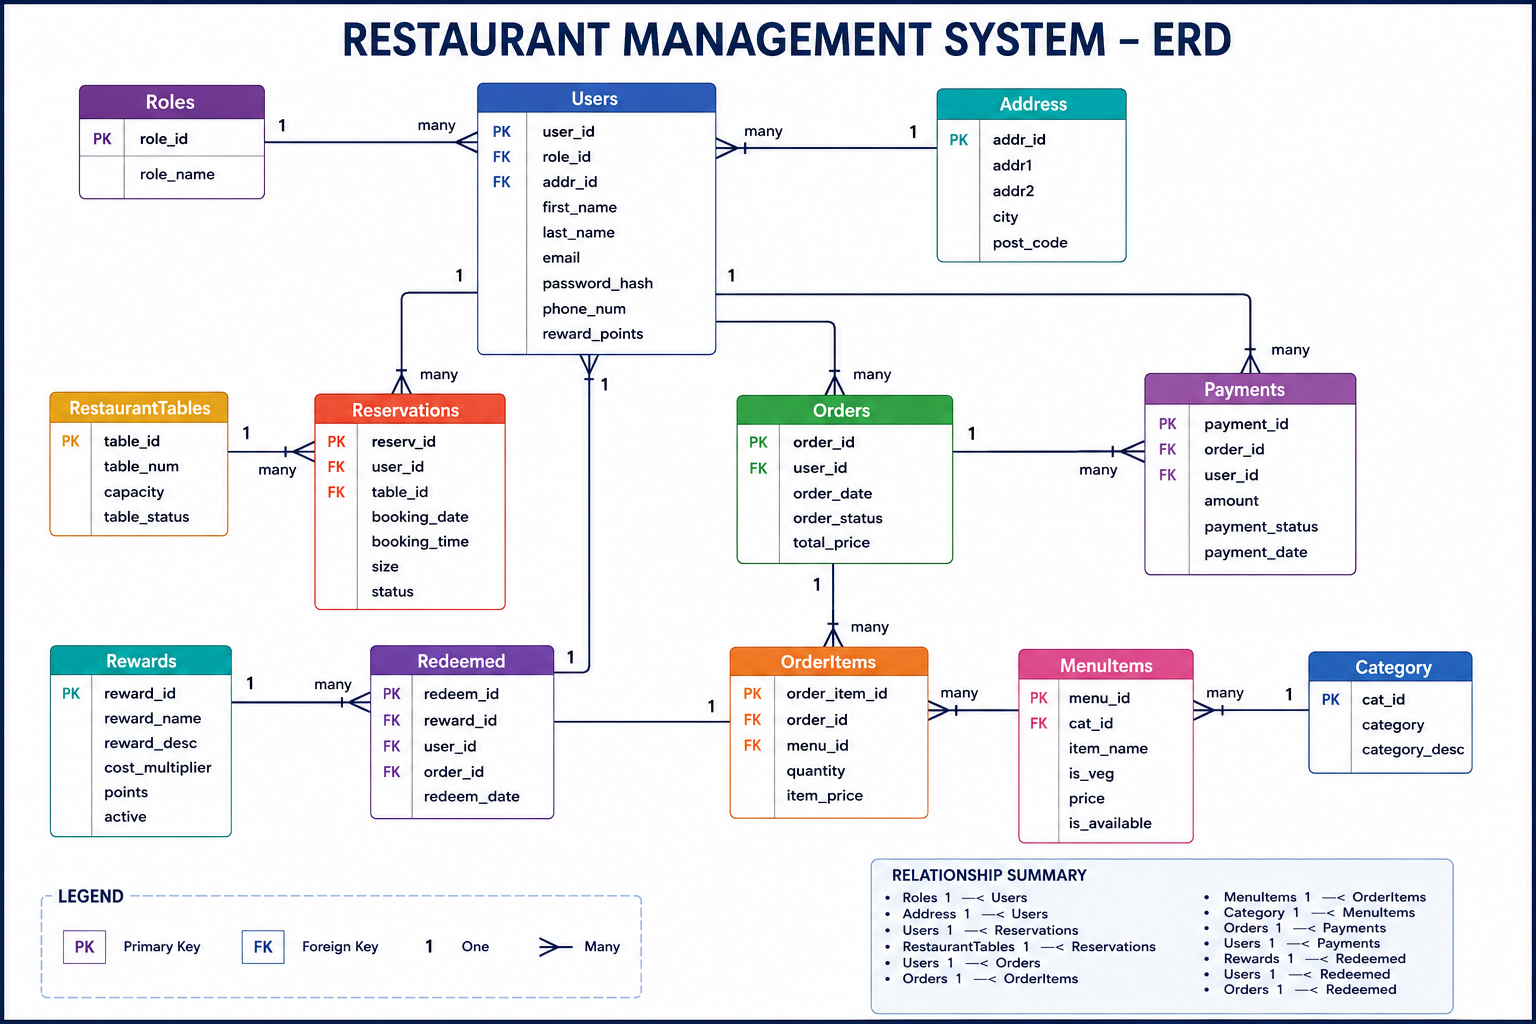 RESTAURANT MANAGEMENT SYSTEM – ERD
Roles
PK role_id
role_name
1
many
Users
PK user_id
FK role_id
FK addr_id
first_name
last_name
email
password_hash
phone_num
reward_points
many
1
Address
PK addr_id
addr1
addr2
city
post_code
1
1
many
1
many
many
RestaurantTables
PK table_id
table_num
capacity
table_status
1
many
Reservations
PK reserv_id
FK user_id
FK table_id
booking_date
booking_time
size
status
Orders
PK order_id
FK user_id
order_date
order_status
total_price
1
many
Payments
PK payment_id
FK order_id
FK user_id
amount
payment_status
payment_date
1
many
Rewards
PK reward_id
reward_name
reward_desc
cost_multiplier
points
active
1
many
Redeemed
PK redeem_id
FK reward_id
FK user_id
FK order_id
redeem_date
1
1
OrderItems
PK order_item_id
FK order_id
FK menu_id
quantity
item_price
many
MenuItems
PK menu_id
FK cat_id
item_name
is_veg
price
is_available
many
1
Category
PK cat_id
category
category_desc
LEGEND
PK Primary Key FK Foreign Key 1 One Many
RELATIONSHIP SUMMARY
• Roles 1 —< Users
• Address 1 —< Users
• Users 1 —< Reservations
• RestaurantTables 1 —< Reservations
• Users 1 —< Orders
• Orders 1 —< OrderItems
• MenuItems 1 —< OrderItems
• Category 1 —< MenuItems
• Orders 1 —< Payments
• Users 1 —< Payments
• Rewards 1 —< Redeemed
• Users 1 —< Redeemed
• Orders 1 —< Redeemed